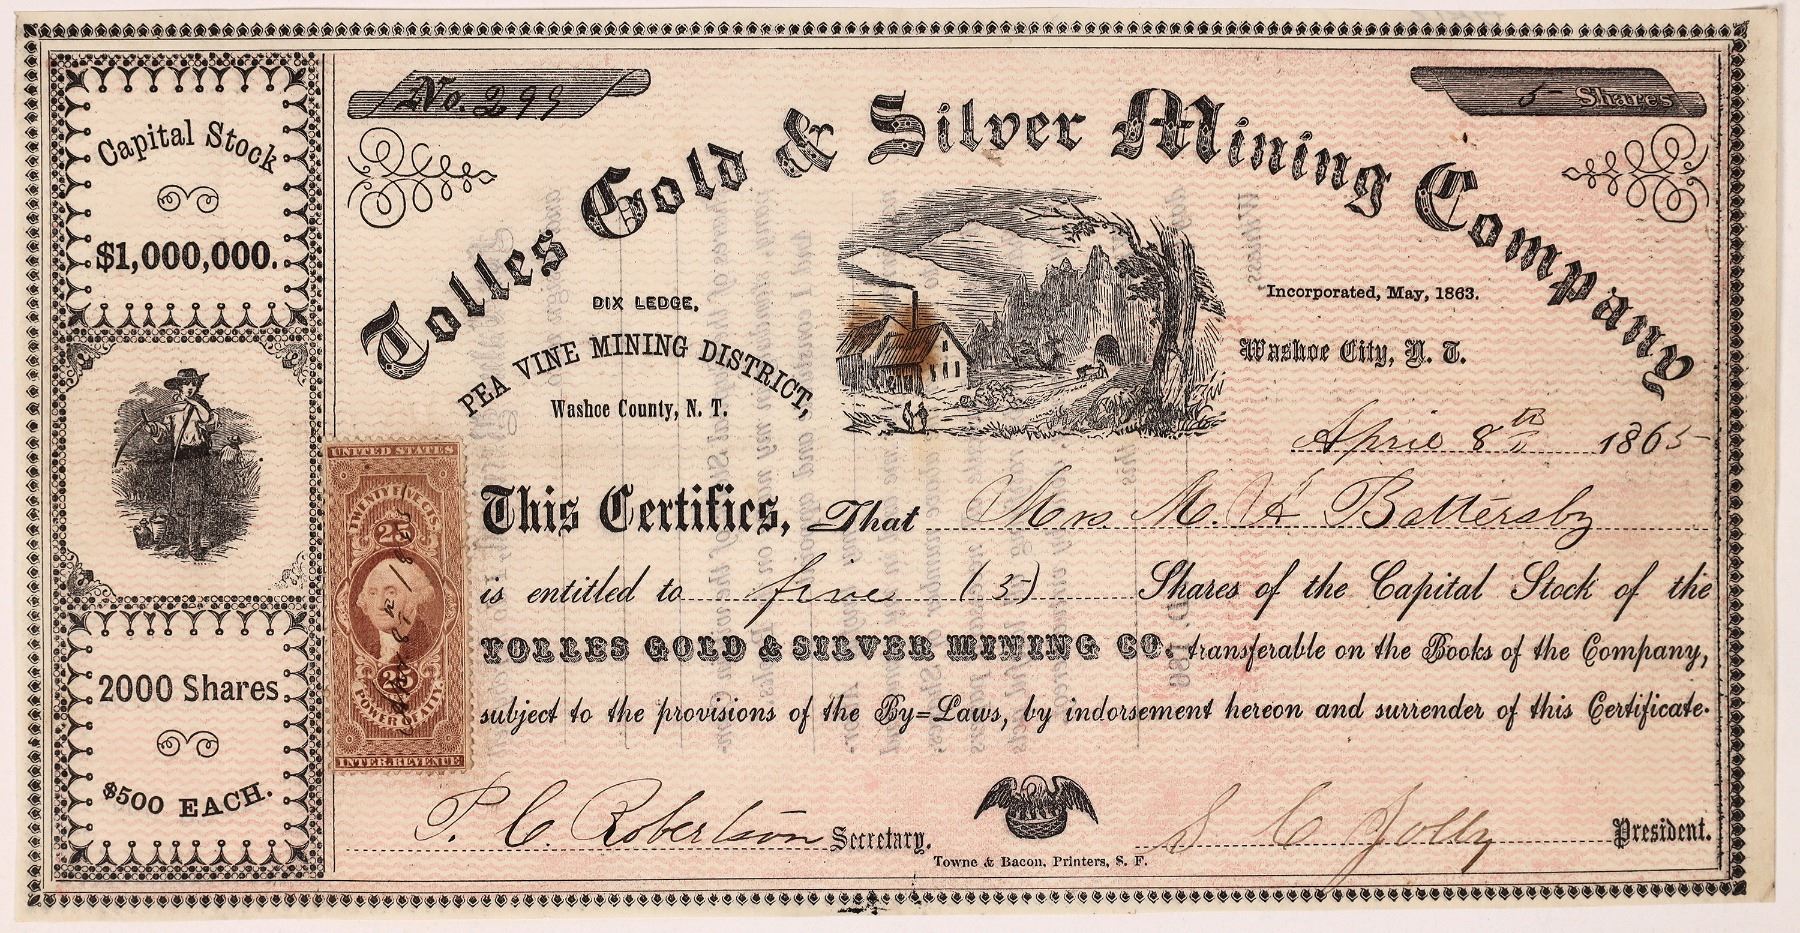 No. 299
5 Shares
Capital Stock
$1,000,000.
2000 Shares
$500 EACH.
Tolles Gold & Silver Mining Company
DIX LEDGE,
PEA VINE MINING DISTRICT,
Washoe County, N. T.
Incorporated, May, 1863.
Washoe City, N. T.
April 8th 1865
This Certifies, That Mrs M. A Battersby
is entitled to five (5) Shares of the Capital Stock of the
TOLLES GOLD & SILVER MINING CO. transferable on the Books of the Company,
subject to the provisions of the By=Laws, by indorsement hereon and surrender of this Certificate.
UNITED STATES
TWENTY FIVE CTS.
25
25
POWER OF ATT'Y.
INTER. REVENUE
P. C. Robertson Secretary.
S C Jolly President.
Towne & Bacon, Printers, S. F.